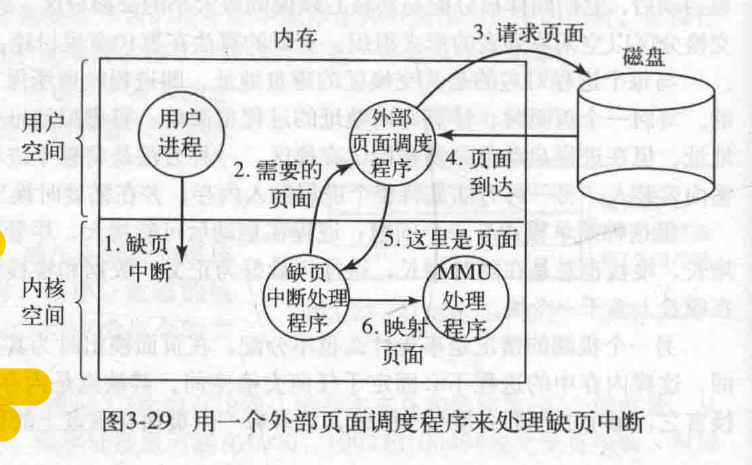 内存
3. 请求页面
磁盘
用户
空间
用户
进程
外部
页面调度
程序
2. 需要的
页面
4. 页面
到达
1. 缺页
中断
5. 这里是页面
内核
空间
缺页
中断处理
程序
MMU
处理
程序
6. 映射
页面
图3-29 用一个外部页面调度程序来处理缺页中断